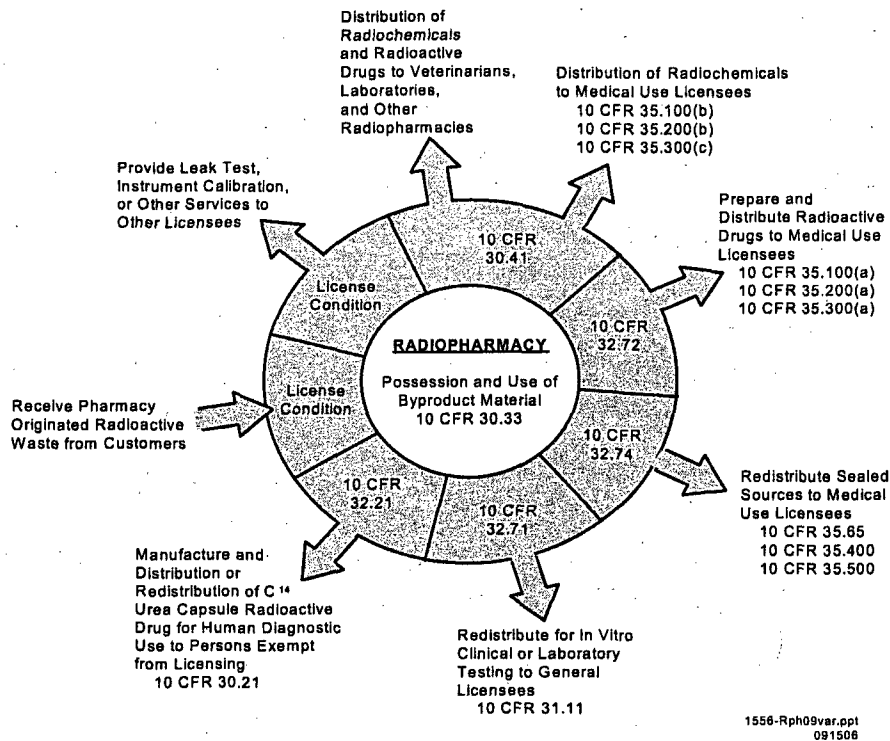 Distribution of
Radiochemicals
and Radioactive
Drugs to Veterinarians,
Laboratories,
and Other
Radiopharmacies
Distribution of Radiochemicals
to Medical Use Licensees
10 CFR 35.100(b)
10 CFR 35.200(b)
10 CFR 35.300(c)
Provide Leak Test,
Instrument Calibration,
or Other Services to
Other Licensees
Prepare and
Distribute Radioactive
Drugs to Medical Use
Licensees
10 CFR 35.100(a)
10 CFR 35.200(a)
10 CFR 35.300(a)
10 CFR
30.41
License
Condition
10 CFR
32.72
RADIOPHARMACY
Possession and Use of
Byproduct Material
10 CFR 30.33
License
Condition
Receive Pharmacy
Originated Radioactive
Waste from Customers
10 CFR
32.74
10 CFR
32.21
10 CFR
32.71
Redistribute Sealed
Sources to Medical
Use Licensees
10 CFR 35.65
10 CFR 35.400
10 CFR 35.500
Manufacture and
Distribution or
Redistribution of C 14
Urea Capsule Radioactive
Drug for Human Diagnostic
Use to Persons Exempt
from Licensing
10 CFR 30.21
Redistribute for In Vitro
Clinical or Laboratory
Testing to General
Licensees
10 CFR 31.11
1556-Rph09var.ppt
091506